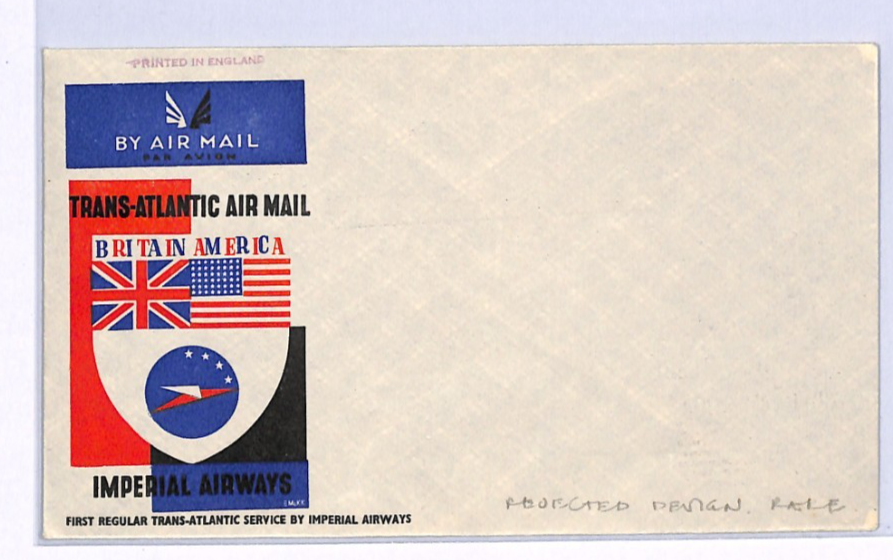 PRINTED IN ENGLAND
BY AIR MAIL
PAR AVION
TRANS-ATLANTIC AIR MAIL
BRITAIN AMERICA
IMPERIAL AIRWAYS
FIRST REGULAR TRANS-ATLANTIC SERVICE BY IMPERIAL AIRWAYS
REJECTED DESIGN. RARE